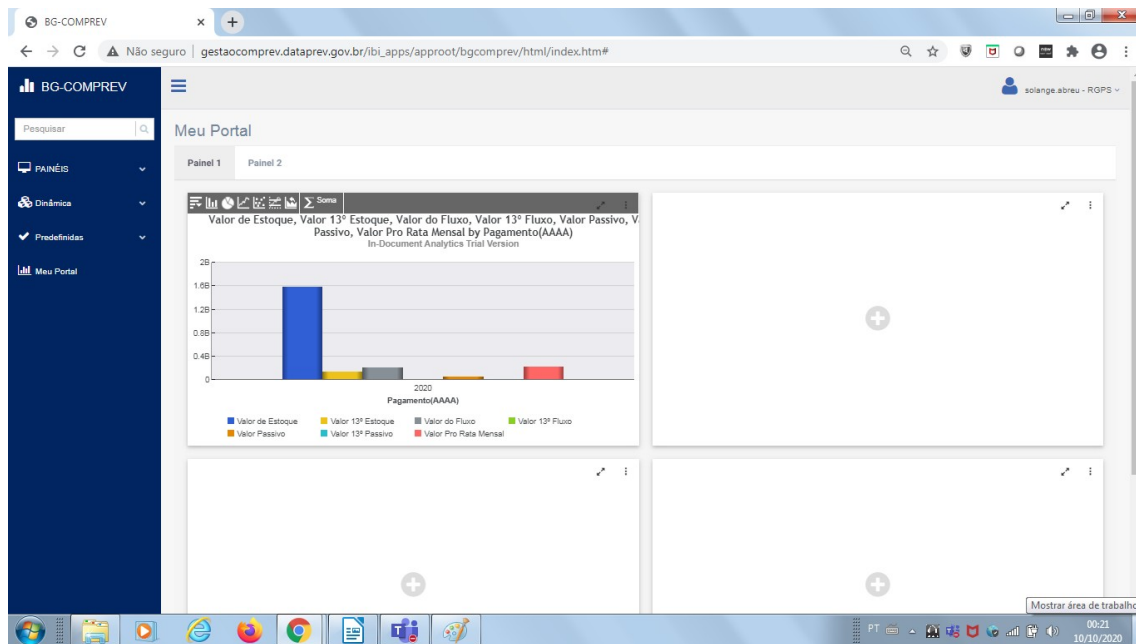 BG-COMPREV
Não seguro | gestaocomprev.dataprev.gov.br/ibi_apps/approot/bgcomprev/html/index.htm#
BG-COMPREV
solange.abreu - RGPS
Pesquisar
Meu Portal
PAINÉIS
Painel 1 Painel 2
Dinâmica
Predefinidas
Meu Portal
Soma
Valor de Estoque, Valor 13º Estoque, Valor do Fluxo, Valor 13º Fluxo, Valor Passivo, V
Passivo, Valor Pro Rata Mensal by Pagamento(AAAA)
In-Document Analytics Trial Version
2B
1.6B
1.2B
0.8B
0.4B
0
2020
Pagamento(AAAA)
Valor de Estoque Valor 13º Estoque Valor do Fluxo Valor 13º Fluxo
Valor Passivo Valor 13º Passivo Valor Pro Rata Mensal
Mostrar área de trabalho
PT
00:21
10/10/2020